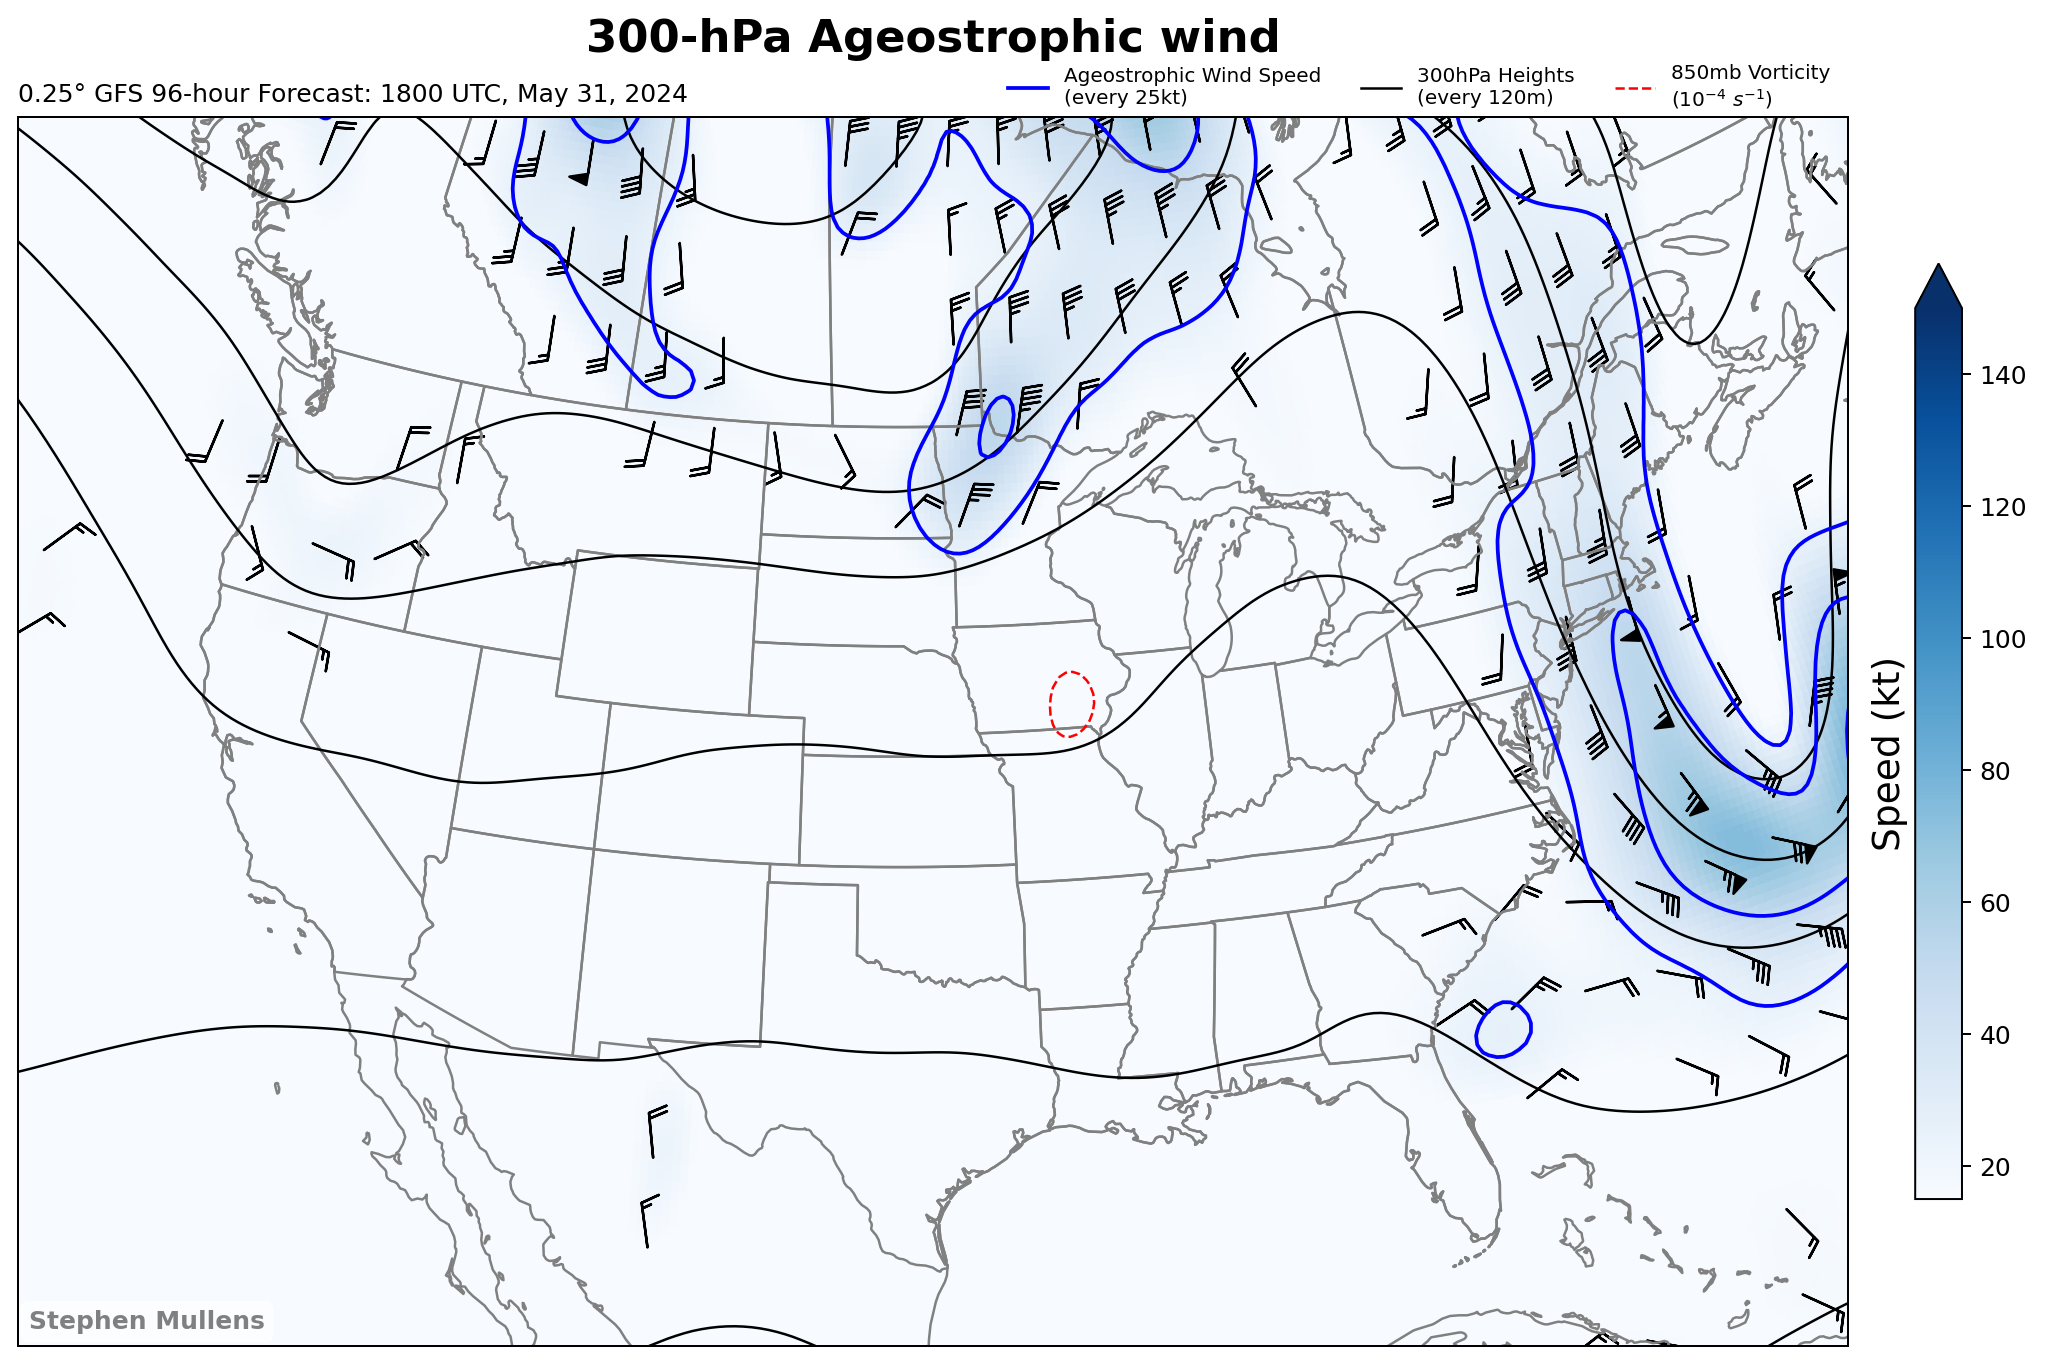 300-hPa Ageostrophic wind
0.25° GFS 96-hour Forecast: 1800 UTC, May 31, 2024
Ageostrophic Wind Speed
(every 25kt)
300hPa Heights
(every 120m)
850mb Vorticity
(10⁻⁴ s⁻¹)
140
120
100
80
60
40
20
Speed (kt)
Stephen Mullens